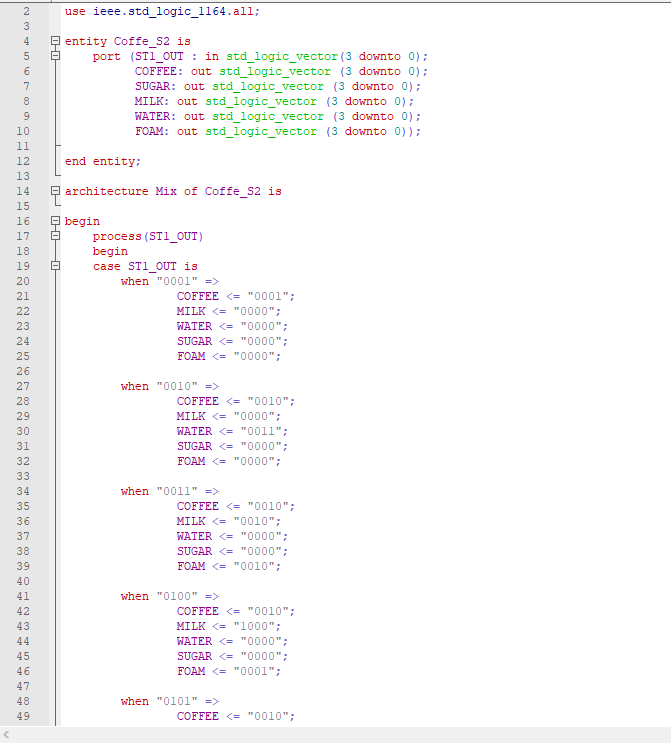 2 use ieee.std_logic_1164.all;
3
4 entity Coffe_S2 is
5 port (ST1_OUT : in std_logic_vector(3 downto 0);
6 COFFEE: out std_logic_vector (3 downto 0);
7 SUGAR: out std_logic_vector (3 downto 0);
8 MILK: out std_logic_vector (3 downto 0);
9 WATER: out std_logic_vector (3 downto 0);
10 FOAM: out std_logic_vector (3 downto 0));
11
12 end entity;
13
14 architecture Mix of Coffe_S2 is
15
16 begin
17 process(ST1_OUT)
18 begin
19 case ST1_OUT is
20 when "0001" =>
21 COFFEE <= "0001";
22 MILK <= "0000";
23 WATER <= "0000";
24 SUGAR <= "0000";
25 FOAM <= "0000";
26
27 when "0010" =>
28 COFFEE <= "0010";
29 MILK <= "0000";
30 WATER <= "0011";
31 SUGAR <= "0000";
32 FOAM <= "0000";
33
34 when "0011" =>
35 COFFEE <= "0010";
36 MILK <= "0010";
37 WATER <= "0000";
38 SUGAR <= "0000";
39 FOAM <= "0010";
40
41 when "0100" =>
42 COFFEE <= "0010";
43 MILK <= "1000";
44 WATER <= "0000";
45 SUGAR <= "0000";
46 FOAM <= "0001";
47
48 when "0101" =>
49 COFFEE <= "0010";